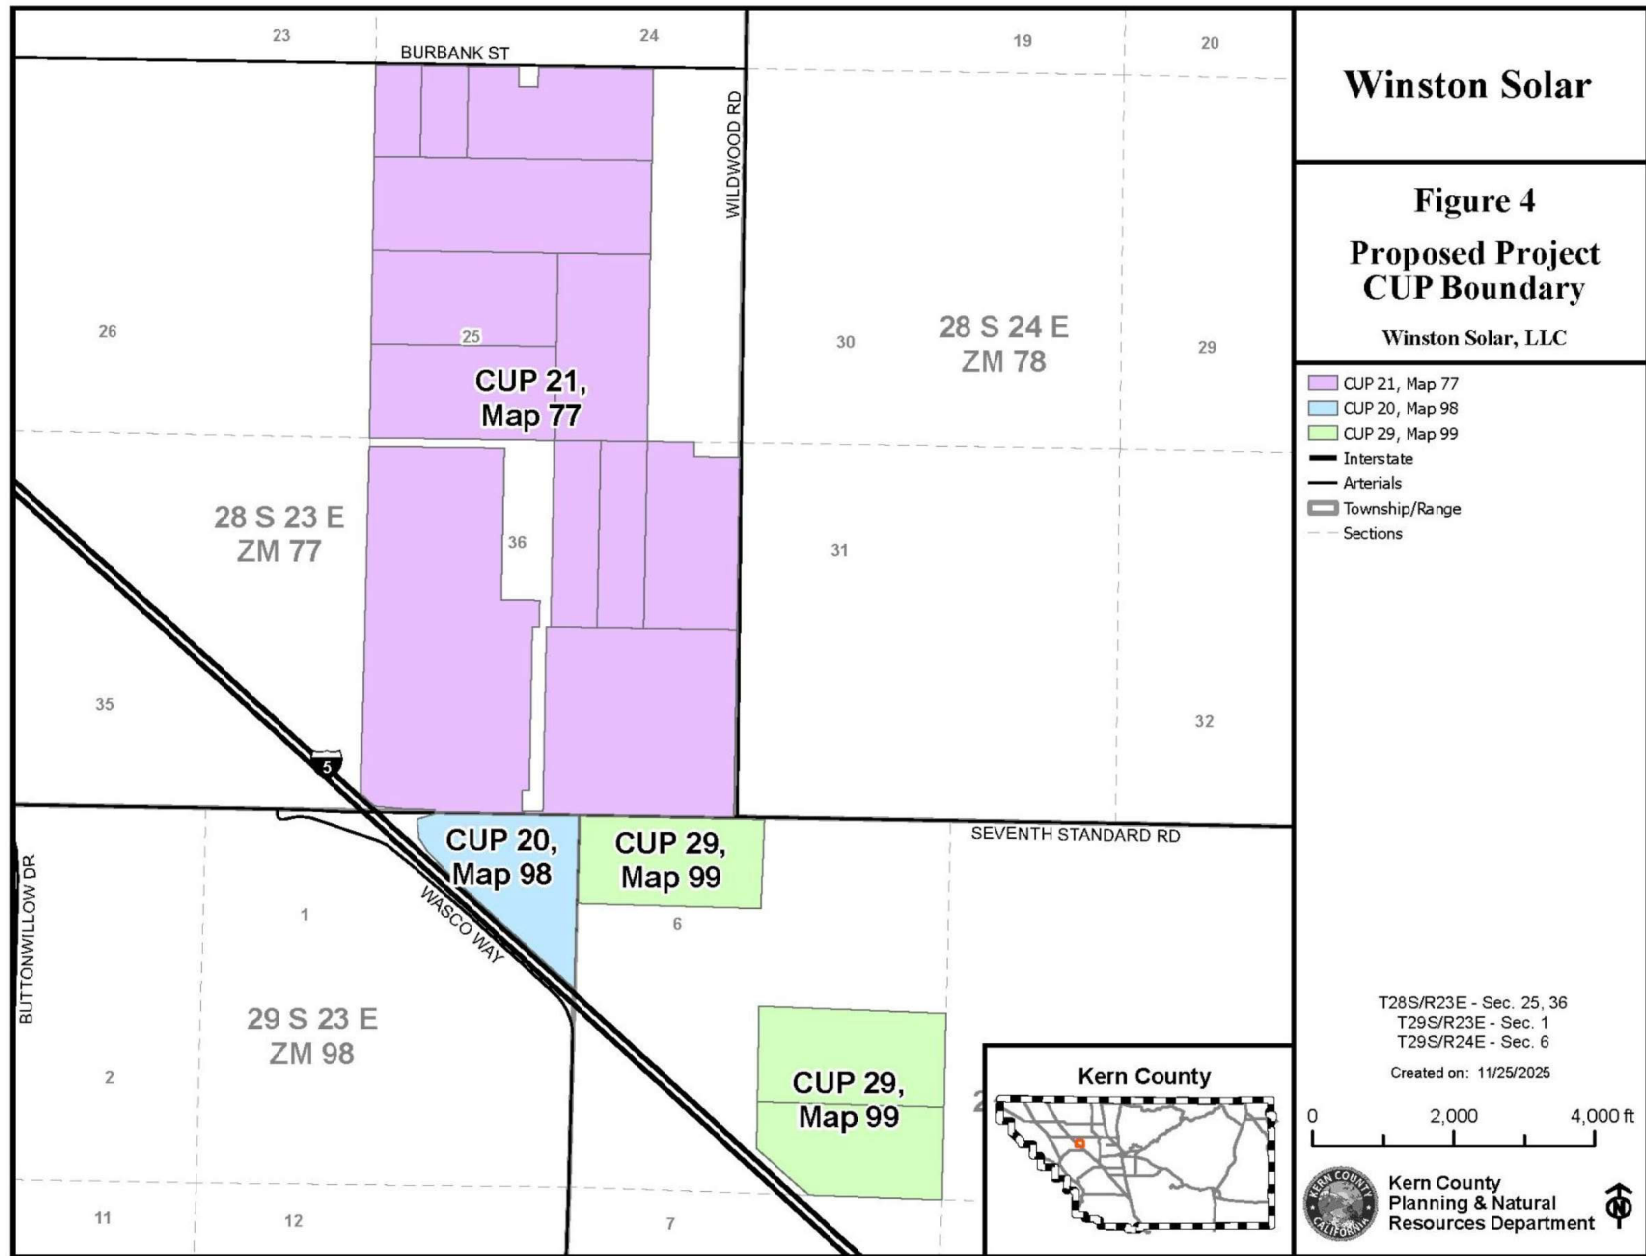 23
24
19
20
BURBANK ST
WILDWOOD RD
26
25
30
29
28 S 24 E
ZM 78
CUP 21,
Map 77
28 S 23 E
ZM 77
36
31
35
32
5
SEVENTH STANDARD RD
CUP 20,
Map 98
CUP 29,
Map 99
BUTTONWILLOW DR
WASCO WAY
1
6
29 S 23 E
ZM 98
2
CUP 29,
Map 99
2
11
12
7
Kern County
Winston Solar
Figure 4
Proposed Project
CUP Boundary
Winston Solar, LLC
CUP 21, Map 77
CUP 20, Map 98
CUP 29, Map 99
Interstate
Arterials
Township/Range
Sections
T28S/R23E - Sec. 25, 36
T29S/R23E - Sec. 1
T29S/R24E - Sec. 6
Created on: 11/25/2025
0 2,000 4,000 ft
KERN COUNTY
CALIFORNIA
Kern County
Planning & Natural
Resources Department
N